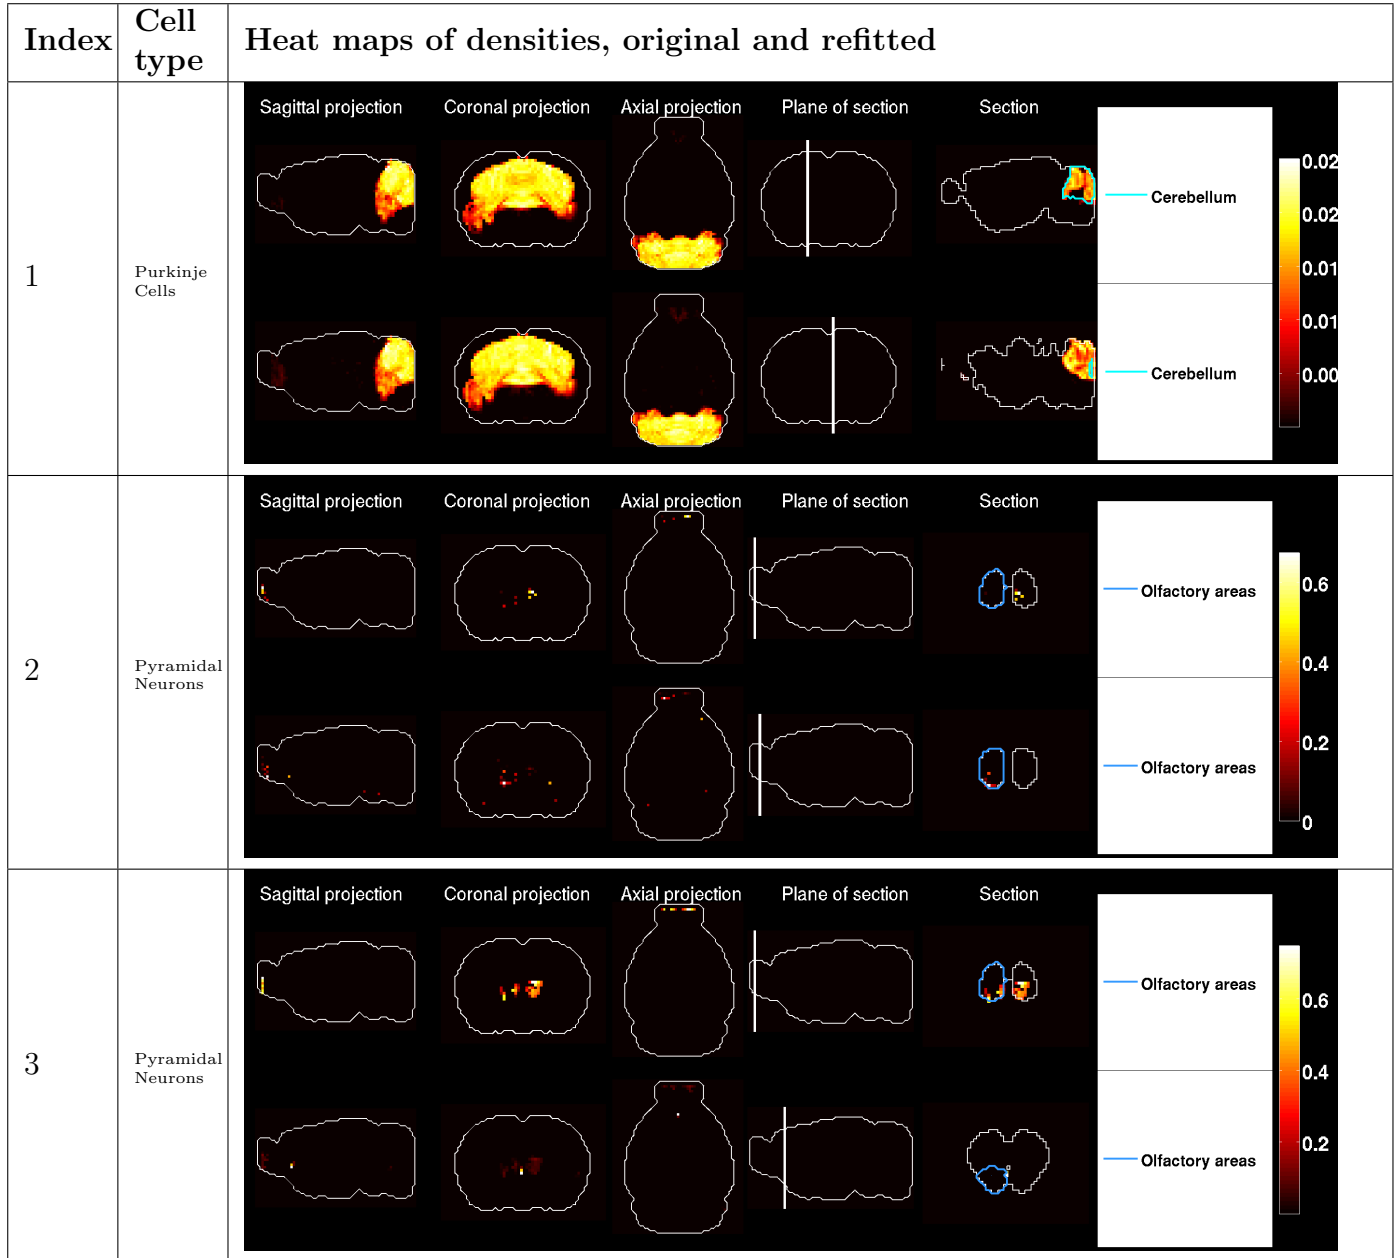 Index
Cell
type
Heat maps of densities, original and refitted
1
Purkinje
Cells
Sagittal projection Coronal projection Axial projection Plane of section Section
Cerebellum
Cerebellum
0.02
0.02
0.01
0.01
0.00
2
Pyramidal
Neurons
Sagittal projection Coronal projection Axial projection Plane of section Section
Olfactory areas
Olfactory areas
0.6
0.4
0.2
0
3
Pyramidal
Neurons
Sagittal projection Coronal projection Axial projection Plane of section Section
Olfactory areas
Olfactory areas
0.6
0.4
0.2